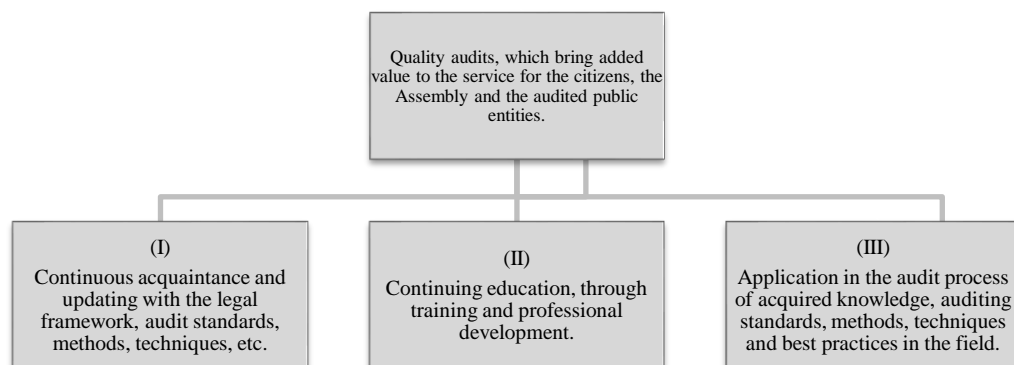 Quality audits, which bring added
value to the service for the citizens, the
Assembly and the audited public
entities.
(I)
Continuous acquaintance and
updating with the legal
framework, audit standards,
methods, techniques, etc.
(II)
Continuing education, through
training and professional
development.
(III)
Application in the audit process
of acquired knowledge, auditing
standards, methods, techniques
and best practices in the field.